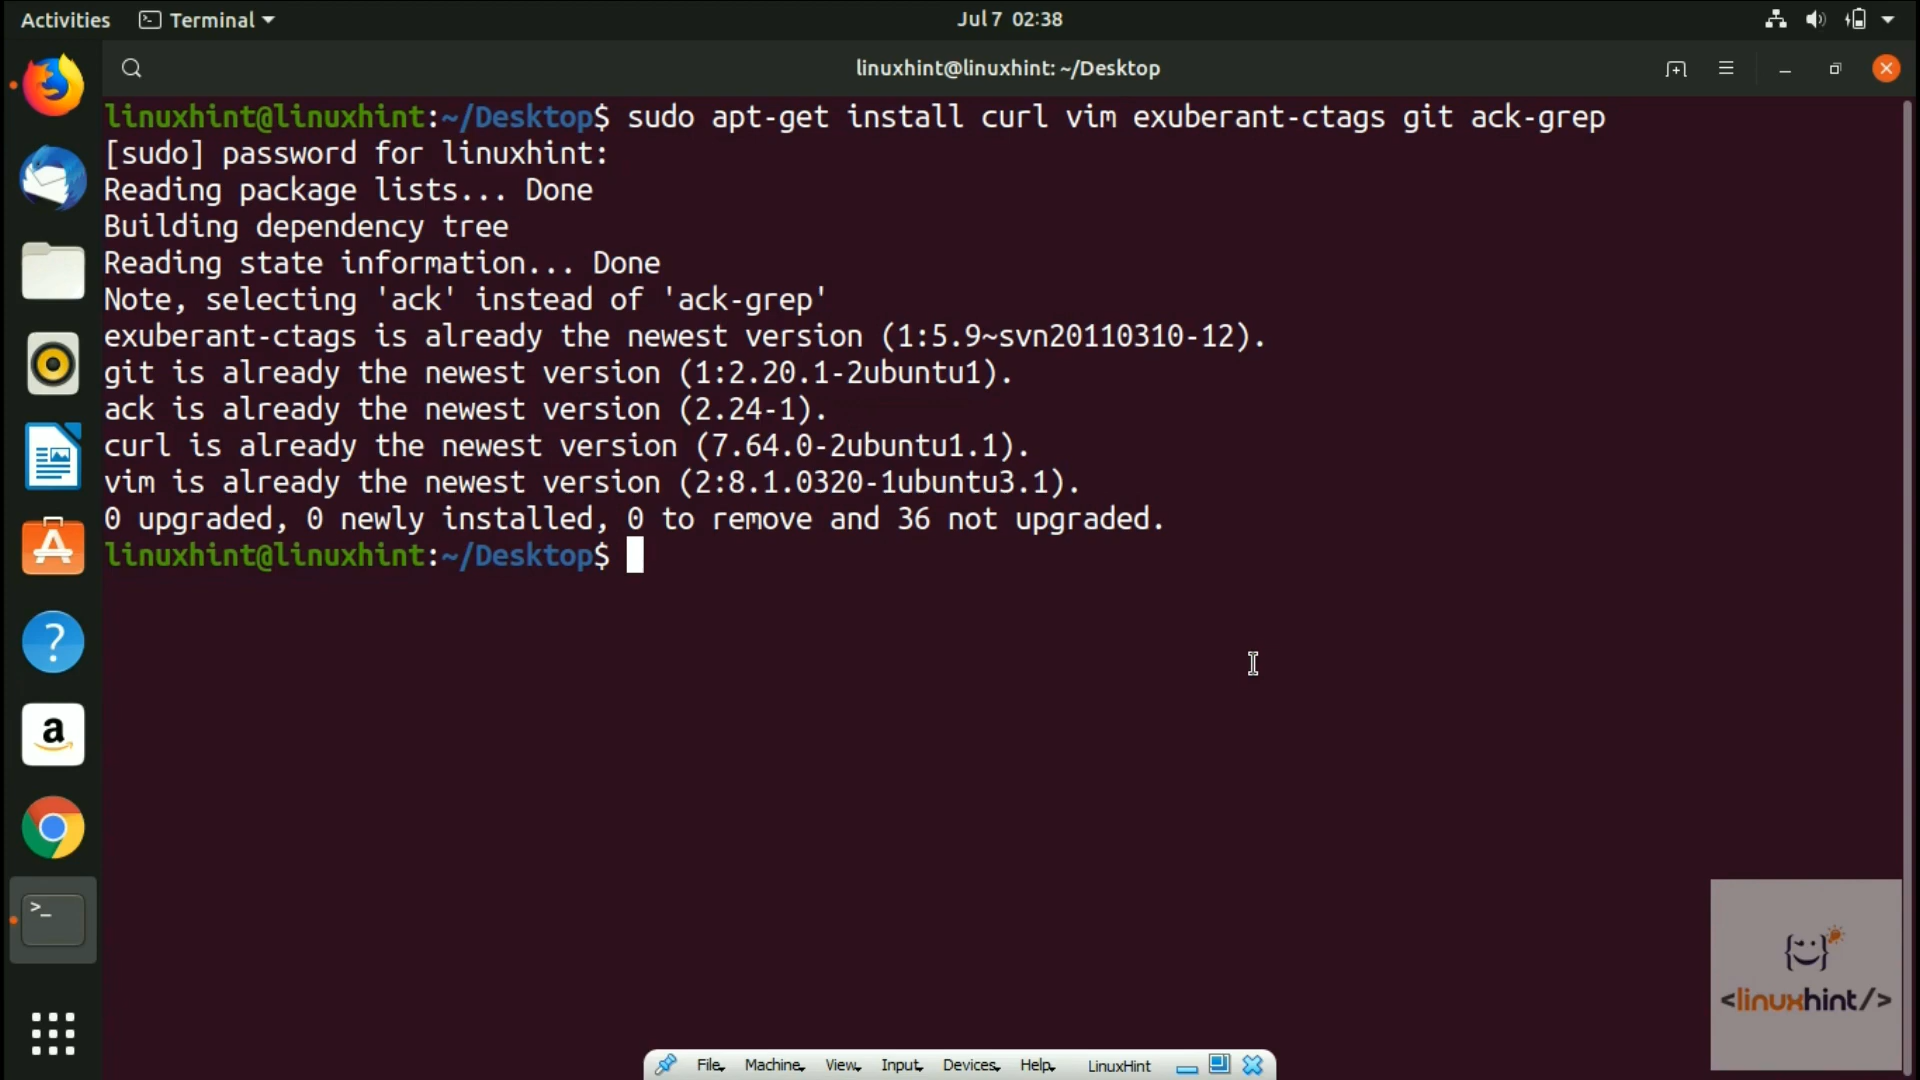 Activities Terminal Jul 7 02:38
linuxhint@linuxhint: ~/Desktop
linuxhint@linuxhint:~/Desktop$ sudo apt-get install curl vim exuberant-ctags git ack-grep
[sudo] password for linuxhint:
Reading package lists... Done
Building dependency tree
Reading state information... Done
Note, selecting 'ack' instead of 'ack-grep'
exuberant-ctags is already the newest version (1:5.9~svn20110310-12).
git is already the newest version (1:2.20.1-2ubuntu1).
ack is already the newest version (2.24-1).
curl is already the newest version (7.64.0-2ubuntu1.1).
vim is already the newest version (2:8.1.0320-1ubuntu3.1).
0 upgraded, 0 newly installed, 0 to remove and 36 not upgraded.
linuxhint@linuxhint:~/Desktop$
<linuxhint/>
File Machine View Input Devices Help LinuxHint